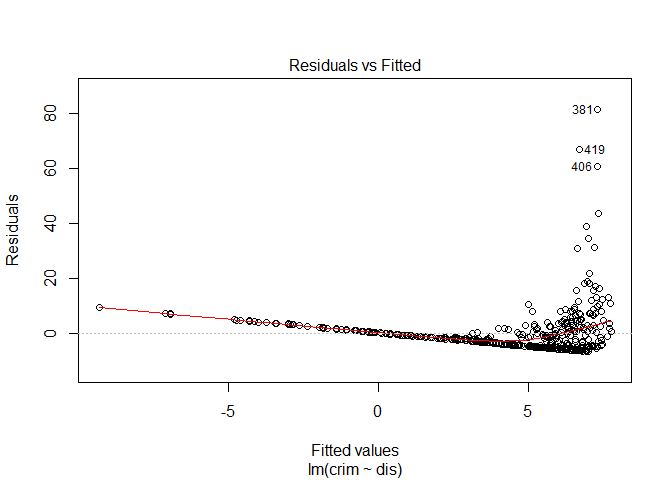 Residuals vs Fitted
Residuals
80
60
40
20
0
381
419
406
-5
0
5
Fitted values
lm(crim ~ dis)